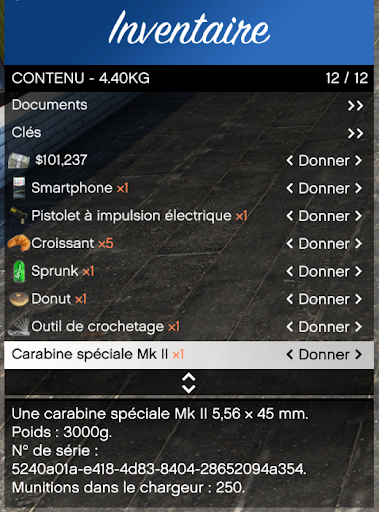 Inventaire
CONTENU - 4.40KG 12 / 12
Documents >>
Clés >>
$101,237 < Donner >
Smartphone x1 < Donner >
Pistolet à impulsion électrique x1 < Donner >
Croissant x5 < Donner >
Sprunk x1 < Donner >
Donut x1 < Donner >
Outil de crochetage x1 < Donner >
Carabine spéciale Mk II x1 < Donner >
Une carabine spéciale Mk II 5,56 × 45 mm.
Poids : 3000g.
N° de série :
5240a01a-e418-4d83-8404-28652094a354.
Munitions dans le chargeur : 250.